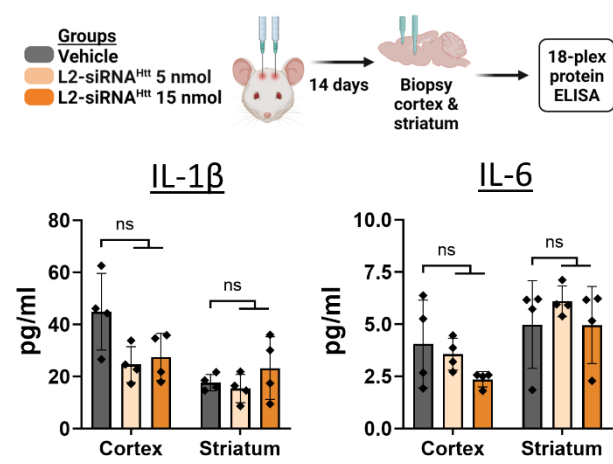 Groups
Vehicle
L2-siRNAᴴᵗᵗ 5 nmol
L2-siRNAᴴᵗᵗ 15 nmol
14 days
Biopsy
cortex &
striatum
18-plex
protein
ELISA
IL-1β
pg/ml
80
60
40
20
0
ns
ns
Cortex
Striatum
IL-6
pg/ml
10.0
7.5
5.0
2.5
0.0
ns
ns
Cortex
Striatum